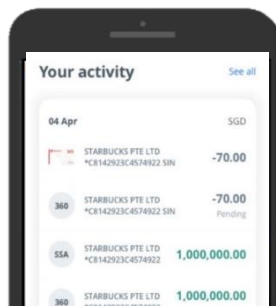 Your activity See all
04 Apr SGD
STARBUCKS PTE LTD
*C8142923C4574922 SIN -70.00
360 STARBUCKS PTE LTD -70.00
*C8142923C4574922 SIN Pending
SSA STARBUCKS PTE LTD 1,000,000.00
*C8142923C4574922
360 STARBUCKS PTE LTD 1,000,000.00